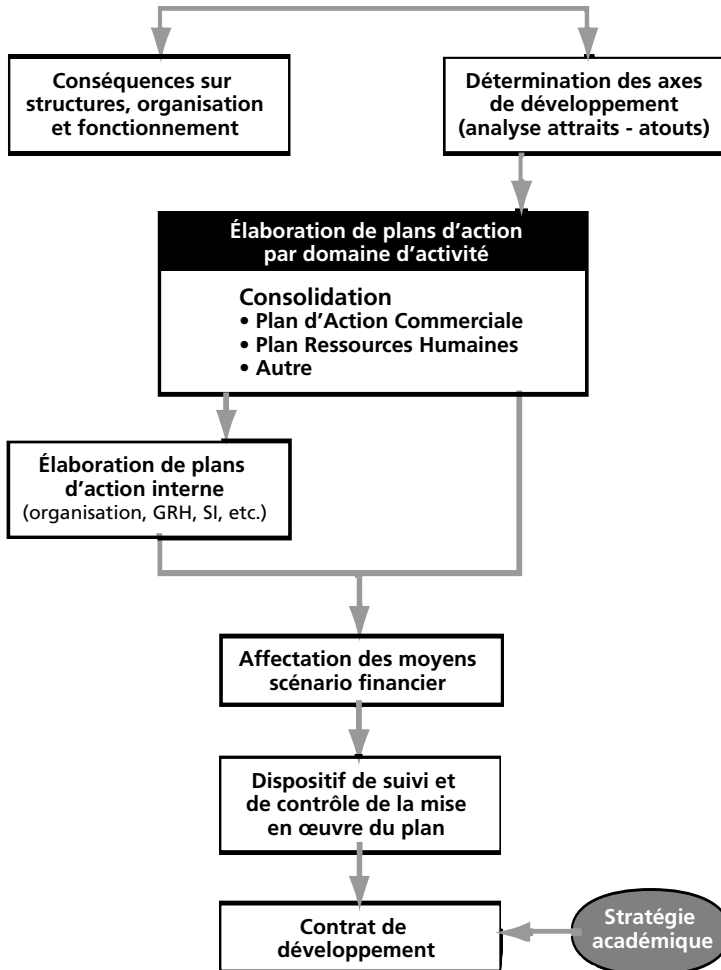 Conséquences sur
structures, organisation
et fonctionnement
Détermination des axes
de développement
(analyse attraits - atouts)
Élaboration de plans d'action
par domaine d'activité
Consolidation
• Plan d'Action Commerciale
• Plan Ressources Humaines
• Autre
Élaboration de plans
d'action interne
(organisation, GRH, SI, etc.)
Affectation des moyens
scénario financier
Dispositif de suivi et
de contrôle de la mise
en œuvre du plan
Contrat de
développement
Stratégie
académique